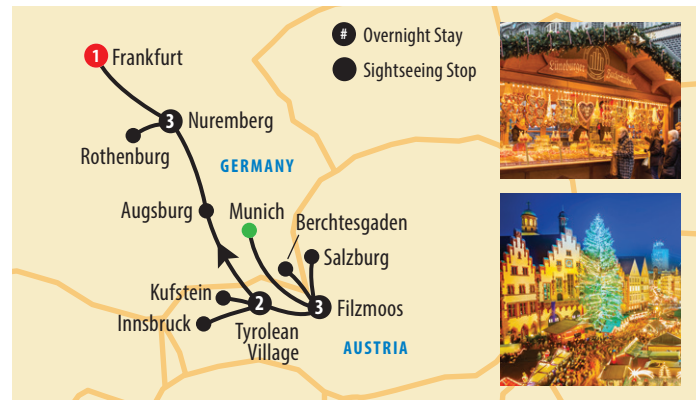 # Overnight Stay
Sightseeing Stop
1 Frankfurt
3 Nuremberg
Rothenburg
GERMANY
Augsburg
Munich
Berchtesgaden
Salzburg
Kufstein
2
3 Filzmoos
Innsbruck
Tyrolean
Village
AUSTRIA